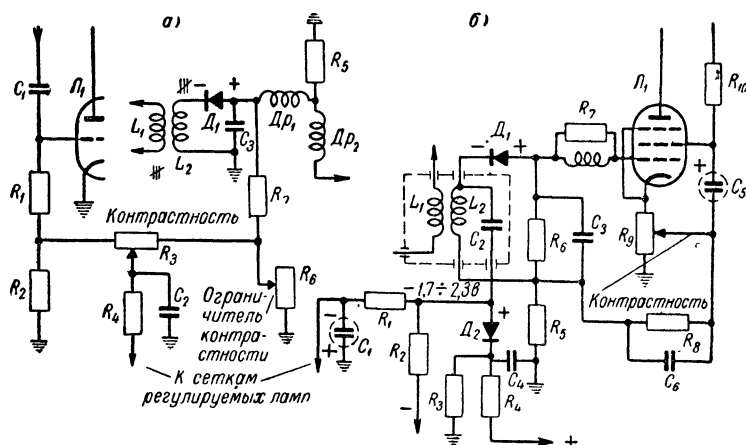 а)
б)
C₁
Л₁
L₁
L₂
Д₁
+
−
C₃
Др₁
R₅
Др₂
R₁
Контрастность
R₃
R₂
R₄
C₂
R₆
Ограни-
читель
контра-
стности
К сеткам
регулируемых ламп
−
+
C₁
R₁
−1,7÷2,3в
R₂
−
L₁
L₂
C₂
−
Д₁
+
R₇
Л₁
R₁₀
+
C₅
R₆
C₃
R₉
Контрастность
Д₂
+
R₅
R₈
C₆
C₄
R₃
R₄
+